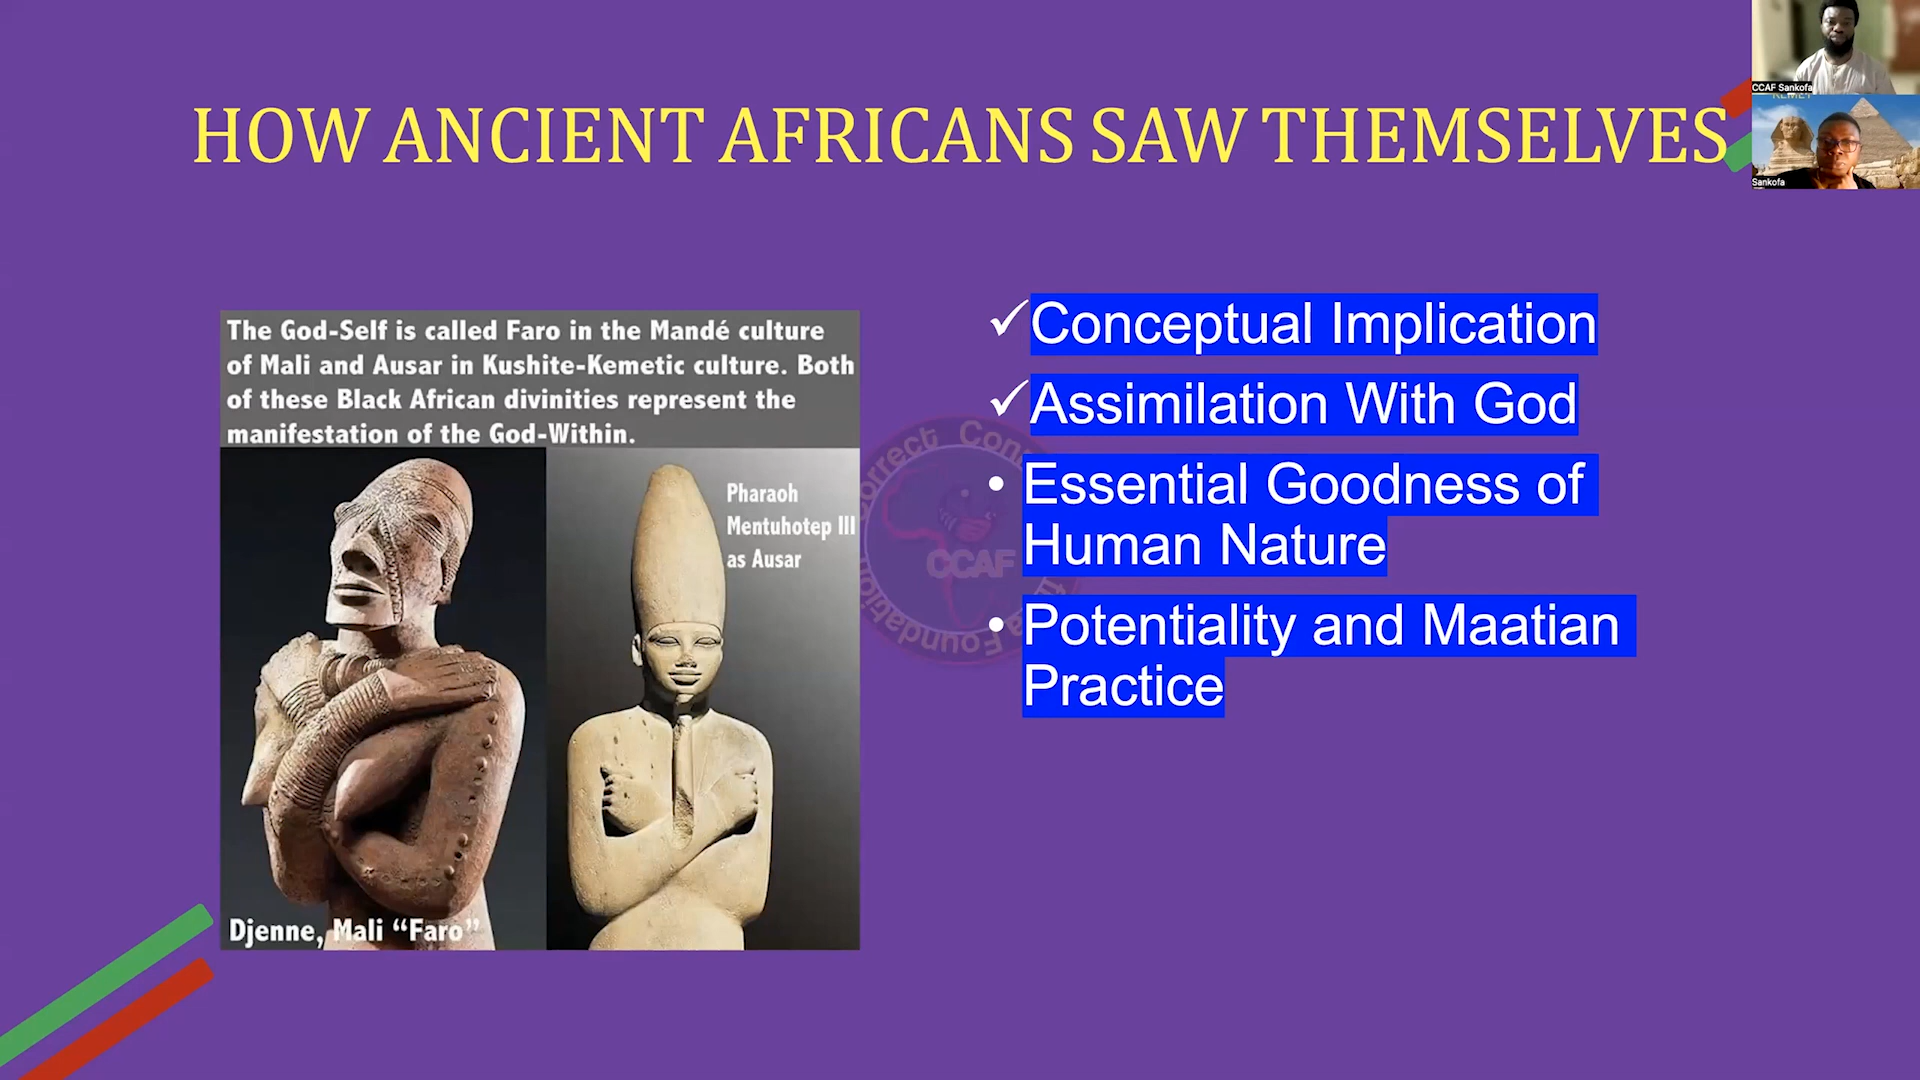 CCAF Sankofa
Sankofa
HOW ANCIENT AFRICANS SAW THEMSELVES
The God-Self is called Faro in the Mandé culture
of Mali and Ausar in Kushite-Kemetic culture. Both
of these Black African divinities represent the
manifestation of the God-Within.
Pharaoh
Mentuhotep III
as Ausar
Djenne, Mali “Faro”
✓Conceptual Implication
✓Assimilation With God
• Essential Goodness of
Human Nature
• Potentiality and Maatian
Practice
CCAF
Foundation